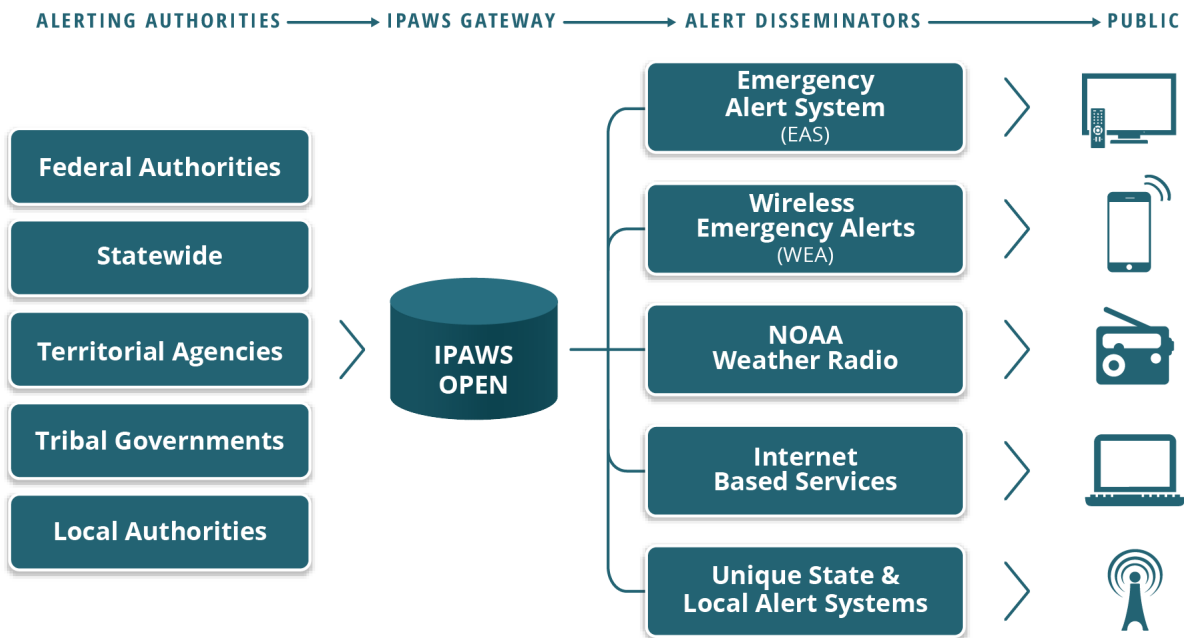 ALERTING AUTHORITIES
IPAWS GATEWAY
ALERT DISSEMINATORS
PUBLIC
Federal Authorities
Statewide
Territorial Agencies
Tribal Governments
Local Authorities
IPAWS
OPEN
Emergency
Alert System
(EAS)
Wireless
Emergency Alerts
(WEA)
NOAA
Weather Radio
Internet
Based Services
Unique State &
Local Alert Systems